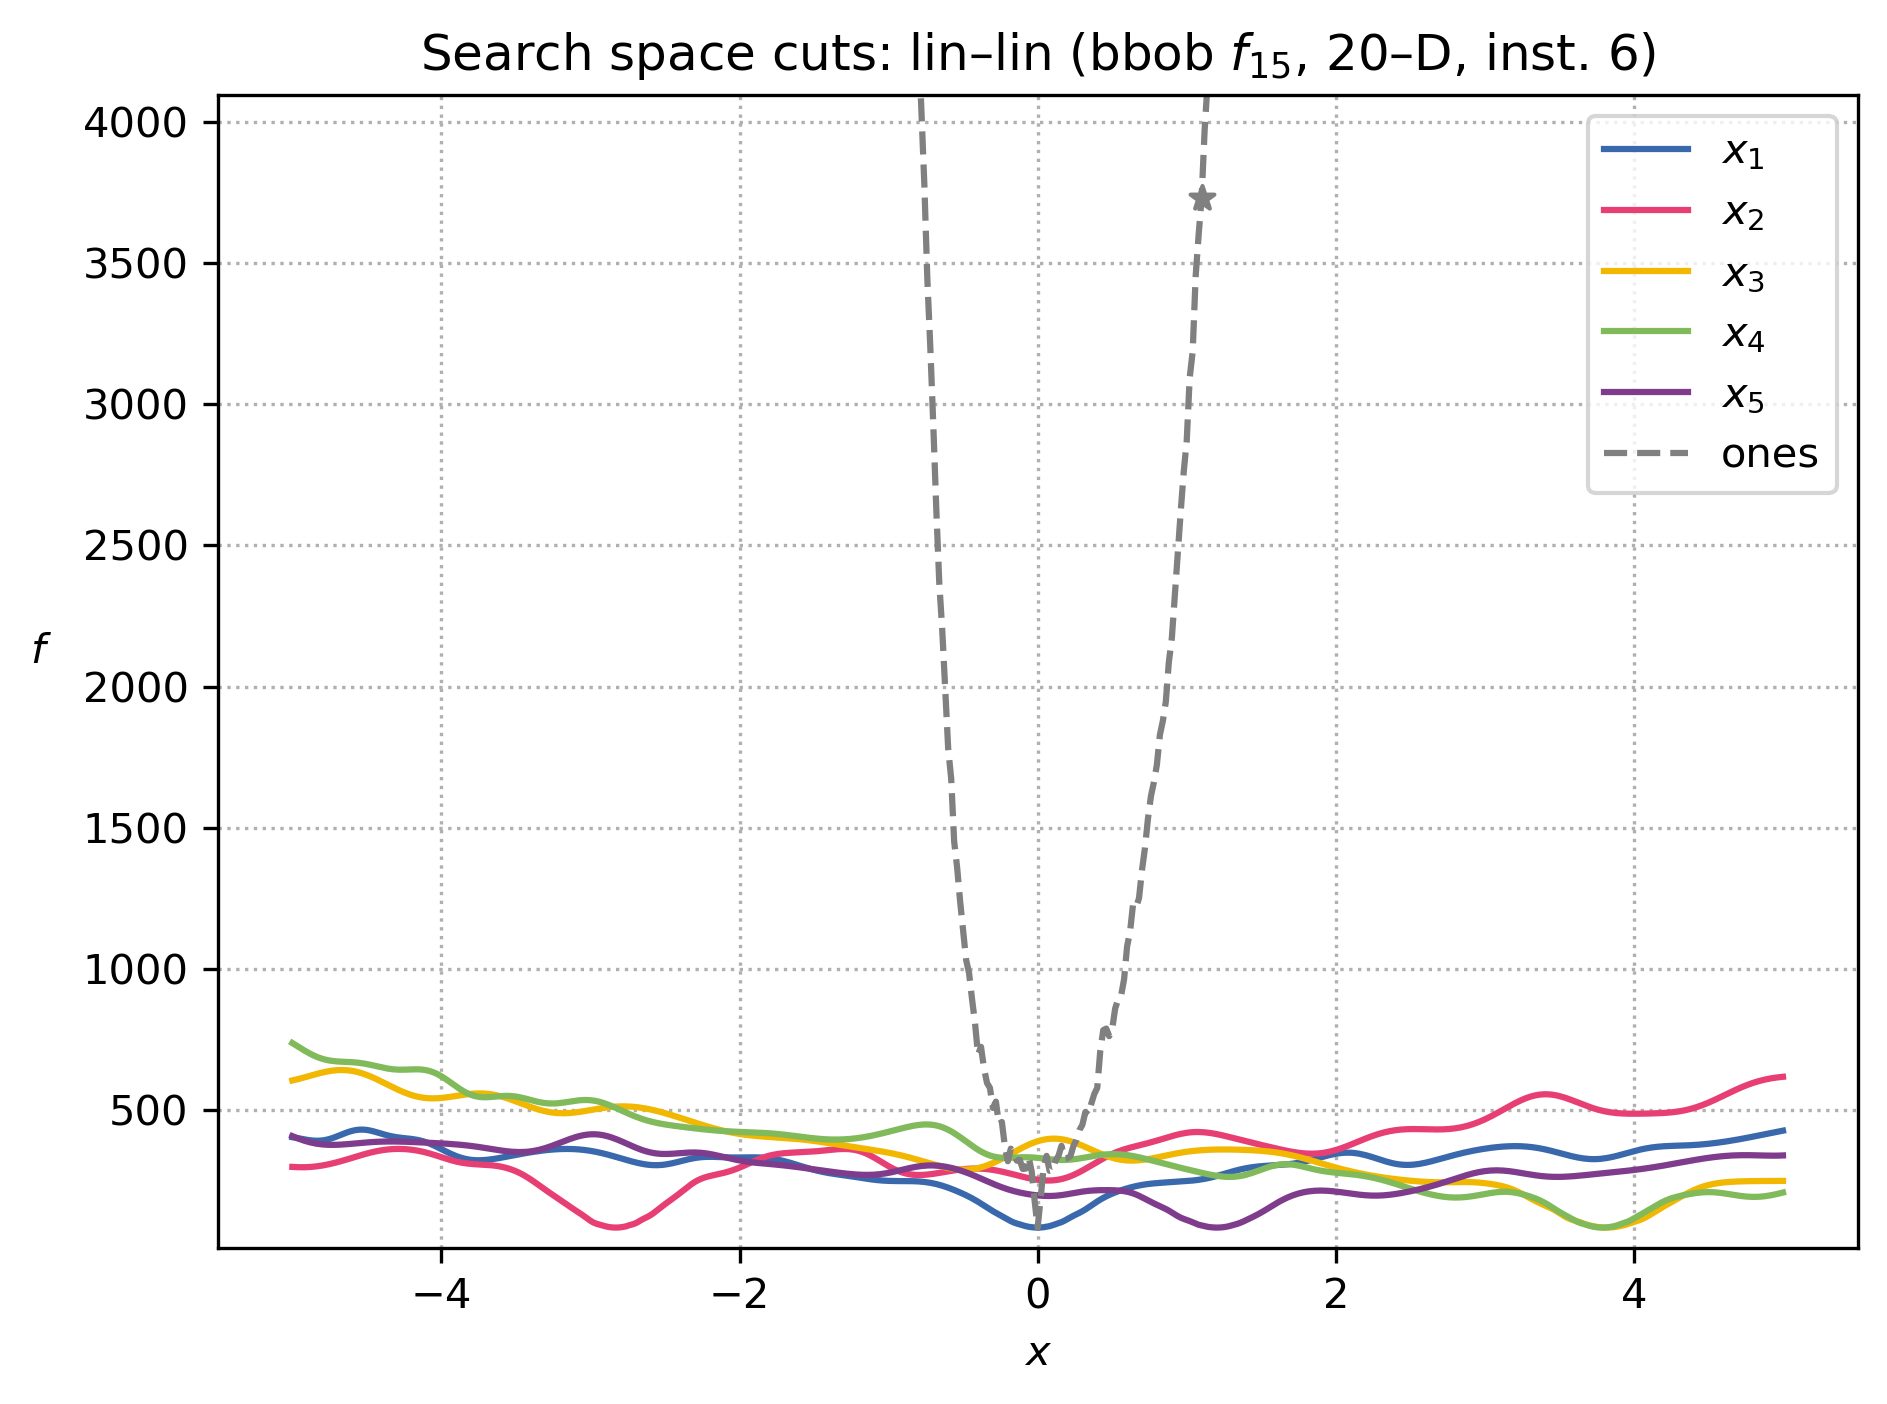 Search space cuts: lin–lin (bbob f₁₅, 20–D, inst. 6)
4000
3500
3000
2500
2000
1500
1000
500
f
−4
−2
0
2
4
x
x₁
x₂
x₃
x₄
x₅
ones